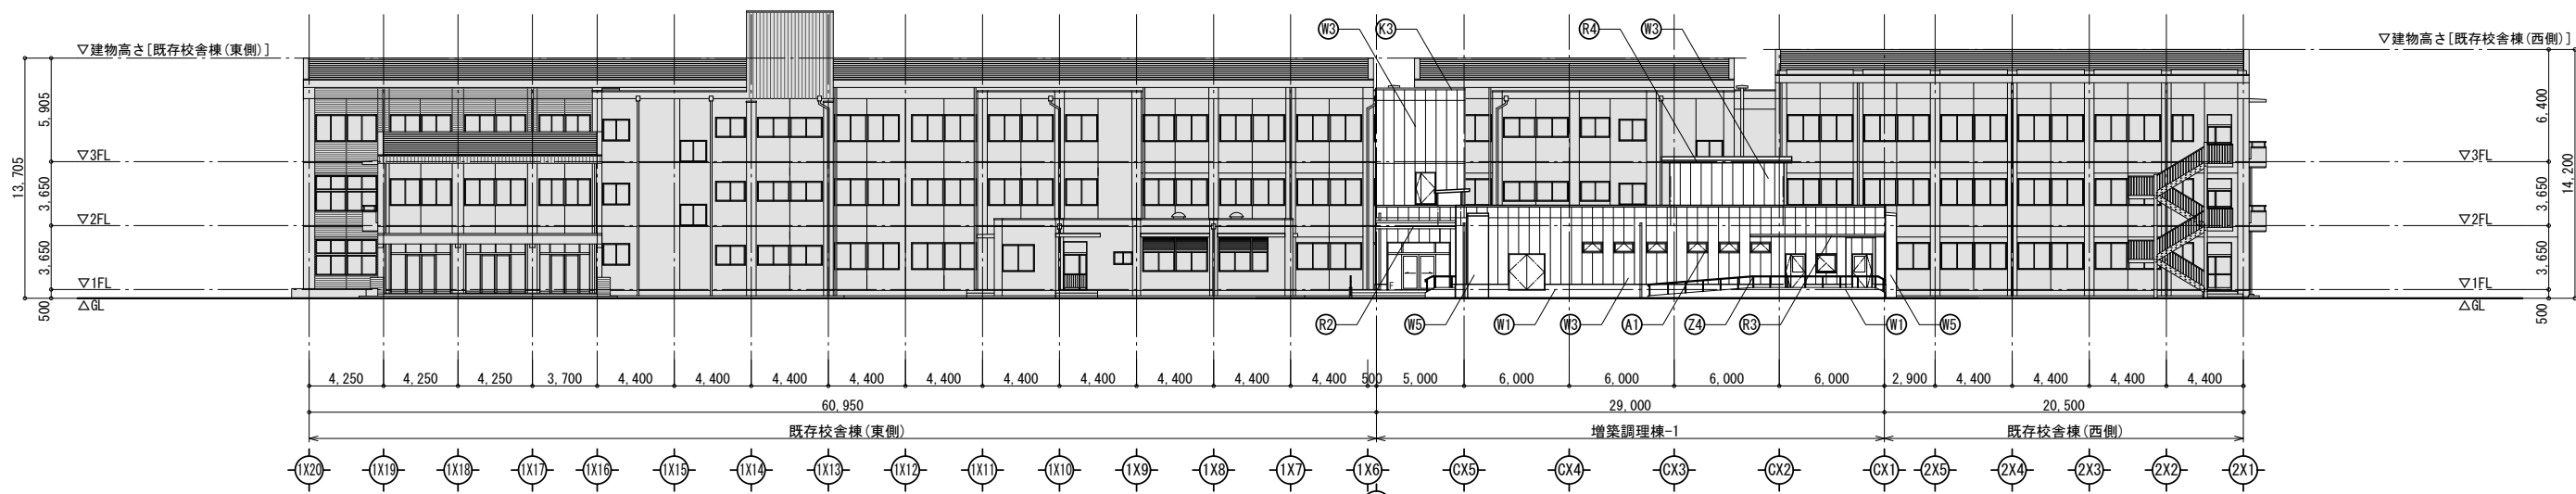 W3 K3 R4 W3
▽建物高さ[既存校舎棟(東側)]
▽建物高さ[既存校舎棟(西側)]
13,705
5,905
3,650
3,650
500
▽3FL
▽2FL
▽1FL
△GL
▽3FL
▽2FL
▽1FL
△GL
6,400
3,650
3,650
500
14,200
R2 W5 W1 W3 A1 Z4 R3 W1 W5
4,250 4,250 4,250 3,700 4,400 4,400 4,400 4,400 4,400 4,400 4,400 4,400 4,400 4,400 500 5,000 6,000 6,000 6,000 6,000 2,900 4,400 4,400 4,400 4,400
60,950 29,000 20,500
既存校舎棟(東側) 増築調理棟-1 既存校舎棟(西側)
1X20 1X19 1X18 1X17 1X16 1X15 1X14 1X13 1X12 1X11 1X10 1X9 1X8 1X7 1X6 CX5 CX4 CX3 CX2 CX1 2X5 2X4 2X3 2X2 2X1